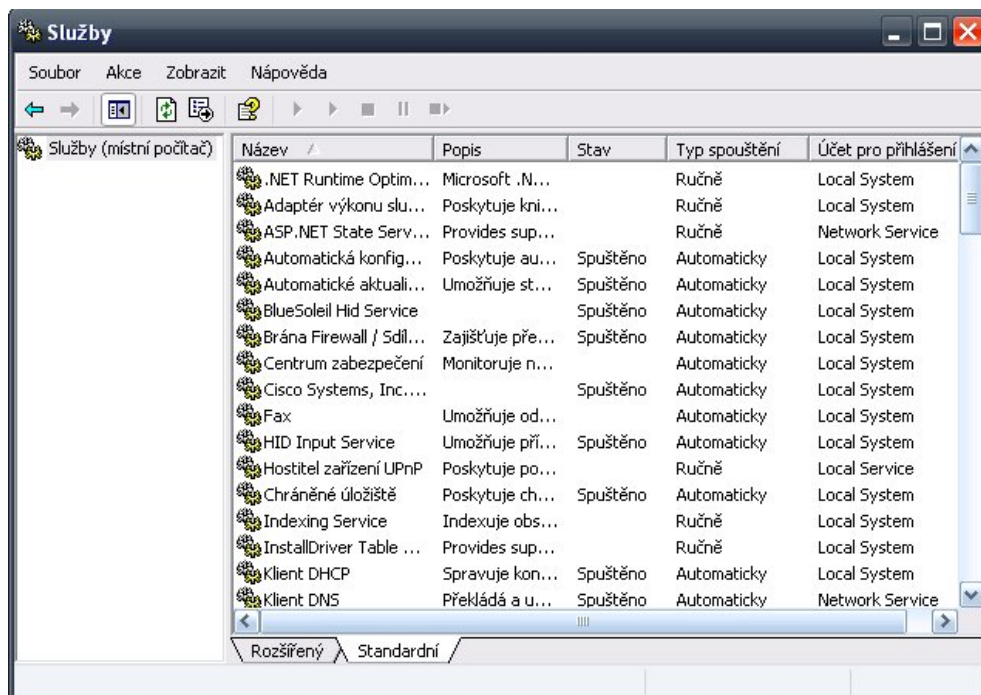 Služby
Soubor Akce Zobrazit Nápověda
Služby (místní počítač)
Název Popis Stav Typ spouštění Účet pro přihlášení
.NET Runtime Optim... Microsoft .N... Ručně Local System
Adaptér výkonu slu... Poskytuje kni... Ručně Local System
ASP.NET State Serv... Provides sup... Ručně Network Service
Automatická konfig... Poskytuje au... Spuštěno Automaticky Local System
Automatické aktuali... Umožňuje st... Spuštěno Automaticky Local System
BlueSoleil Hid Service Spuštěno Automaticky Local System
Brána Firewall / Sdíl... Zajišťuje pře... Spuštěno Automaticky Local System
Centrum zabezpečení Monitoruje n... Automaticky Local System
Cisco Systems, Inc.... Spuštěno Automaticky Local System
Fax Umožňuje od... Automaticky Local System
HID Input Service Umožňuje pří... Spuštěno Automaticky Local System
Hostitel zařízení UPnP Poskytuje po... Ručně Local Service
Chráněné úložiště Poskytuje ch... Spuštěno Automaticky Local System
Indexing Service Indexuje obs... Ručně Local System
InstallDriver Table ... Provides sup... Ručně Local System
Klient DHCP Spravuje kon... Spuštěno Automaticky Local System
Klient DNS Překládá a u... Spuštěno Automaticky Network Service
Rozšířený Standardní